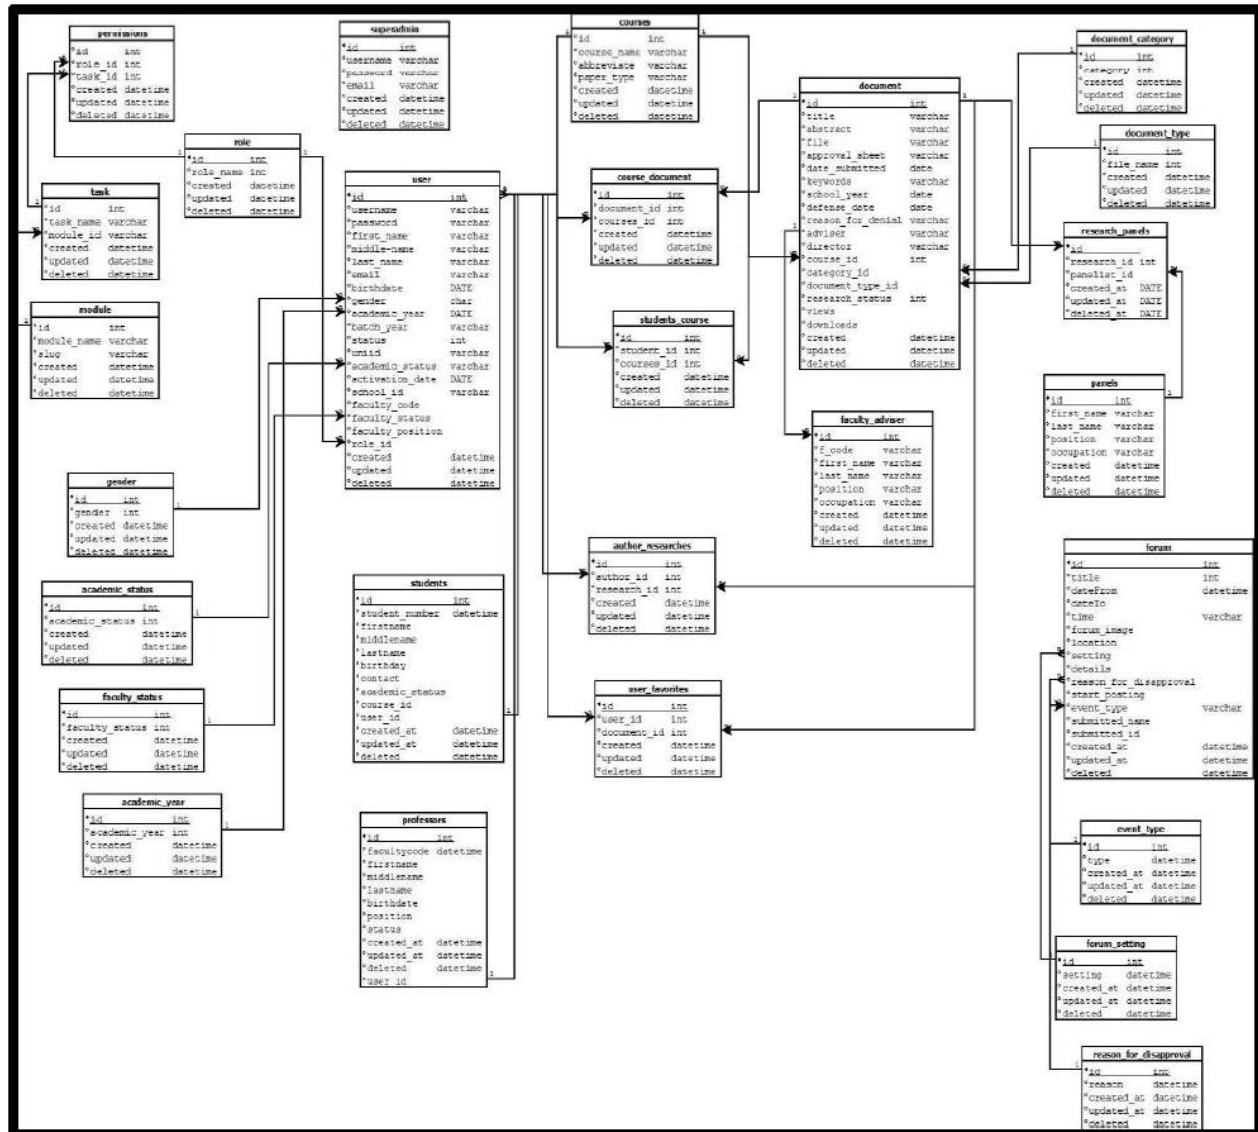 permissions
*id int
°role_id int
°task_id int
°created datetime
°updated datetime
°deleted datetime
superadmin
*id int
°username varchar
°password varchar
°email varchar
°created datetime
°updated datetime
°deleted datetime
courses
*id int
°course_name varchar
°abbreviate varchar
°paper_type varchar
°created datetime
°updated datetime
°deleted datetime
document_category
*id int
°category int
°created datetime
°updated datetime
°deleted datetime
document
*id int
°title varchar
°abstract varchar
°file varchar
°approval_sheet varchar
°date_submitted date
°keywords varchar
°school_year date
°defense_date date
°reason_for_denial varchar
°adviser varchar
°director varchar
°course_id int
°category_id
°document_type_id
°research_status int
°views
°downloads
°created datetime
°updated datetime
°deleted datetime
document_type
*id int
°file_name int
°created datetime
°updated datetime
°deleted datetime
role
*id int
°role_name int
°created datetime
°updated datetime
°deleted datetime
task
*id int
°task_name varchar
°module_id varchar
°created datetime
°updated datetime
°deleted datetime
user
*id int
°username varchar
°password varchar
°first_name varchar
°middle-name varchar
°last_name varchar
°email varchar
°birthdate DATE
°gender char
°academic_year DATE
°batch_year varchar
°status int
°uniid varchar
°academic_status varchar
°activation_date DATE
°school_id varchar
°faculty_code
°faculty_status
°faculty_position
°role_id
°created datetime
°updated datetime
°deleted datetime
course_document
*id int
°document_id int
°courses_id int
°created datetime
°updated datetime
°deleted datetime
research_panels
*id
°research_id int
°panelist_id
°created_at DATE
°updated_at DATE
°deleted_at DATE
module
*id int
°module_name varchar
°slug varchar
°created datetime
°updated datetime
°deleted datetime
students_course
*id int
°student_id int
°courses_id int
°created datetime
°updated datetime
°deleted datetime
panels
*id int
°first_name varchar
°last_name varchar
°position varchar
°occupation varchar
°created datetime
°updated datetime
°deleted datetime
faculty_adviser
*id int
°f_code varchar
°first_name varchar
°last_name varchar
°position varchar
°occupation varchar
°created datetime
°updated datetime
°deleted datetime
gender
*id int
°gender int
°created datetime
°updated datetime
°deleted datetime
author_researches
*id int
°author_id int
°research_id int
°created datetime
°updated datetime
°deleted datetime
forum
*id int
°title int
°dateFrom datetime
°dateTo
°time varchar
°forum_image
°location
°setting
°details
°reason_for_disapproval
°start_posting
°event_type varchar
°submitted_name
°submitted_id
°created_at datetime
°updated_at datetime
°deleted datetime
academic_status
*id int
°academic_status int
°created datetime
°updated datetime
°deleted datetime
students
*id int
°student_number datetime
°firstname
°middlename
°lastname
°birthday
°contact
°academic_status
°course_id
°user_id
°created_at datetime
°updated_at datetime
°deleted datetime
faculty_status
*id int
°faculty_status int
°created datetime
°updated datetime
°deleted datetime
user_favorites
*id int
°user_id int
°document_id int
°created datetime
°updated datetime
°deleted datetime
academic_year
*id int
°academic_year int
°created datetime
°updated datetime
°deleted datetime
professors
*id int
°facultycode datetime
°firstname
°middlename
°lastname
°birthdate
°position
°status
°created_at datetime
°updated_at datetime
°deleted datetime
°user_id
event_type
*id int
°type datetime
°created_at datetime
°updated_at datetime
°deleted datetime
forum_setting
*id int
°setting datetime
°created_at datetime
°updated_at datetime
°deleted datetime
reason_for_disapproval
*id int
°reason datetime
°created_at datetime
°updated_at datetime
°deleted datetime